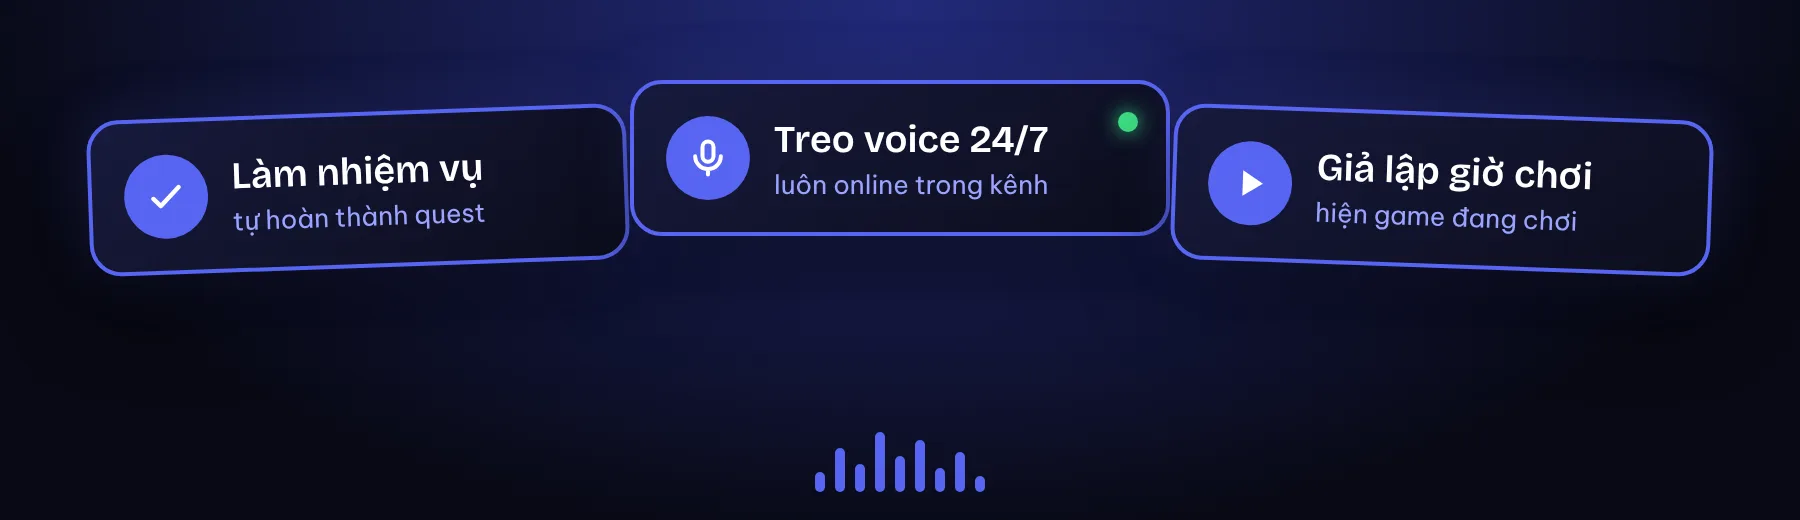 Làm nhiệm vụ
tự hoàn thành quest
Treo voice 24/7
luôn online trong kênh
Giả lập giờ chơi
hiện game đang chơi